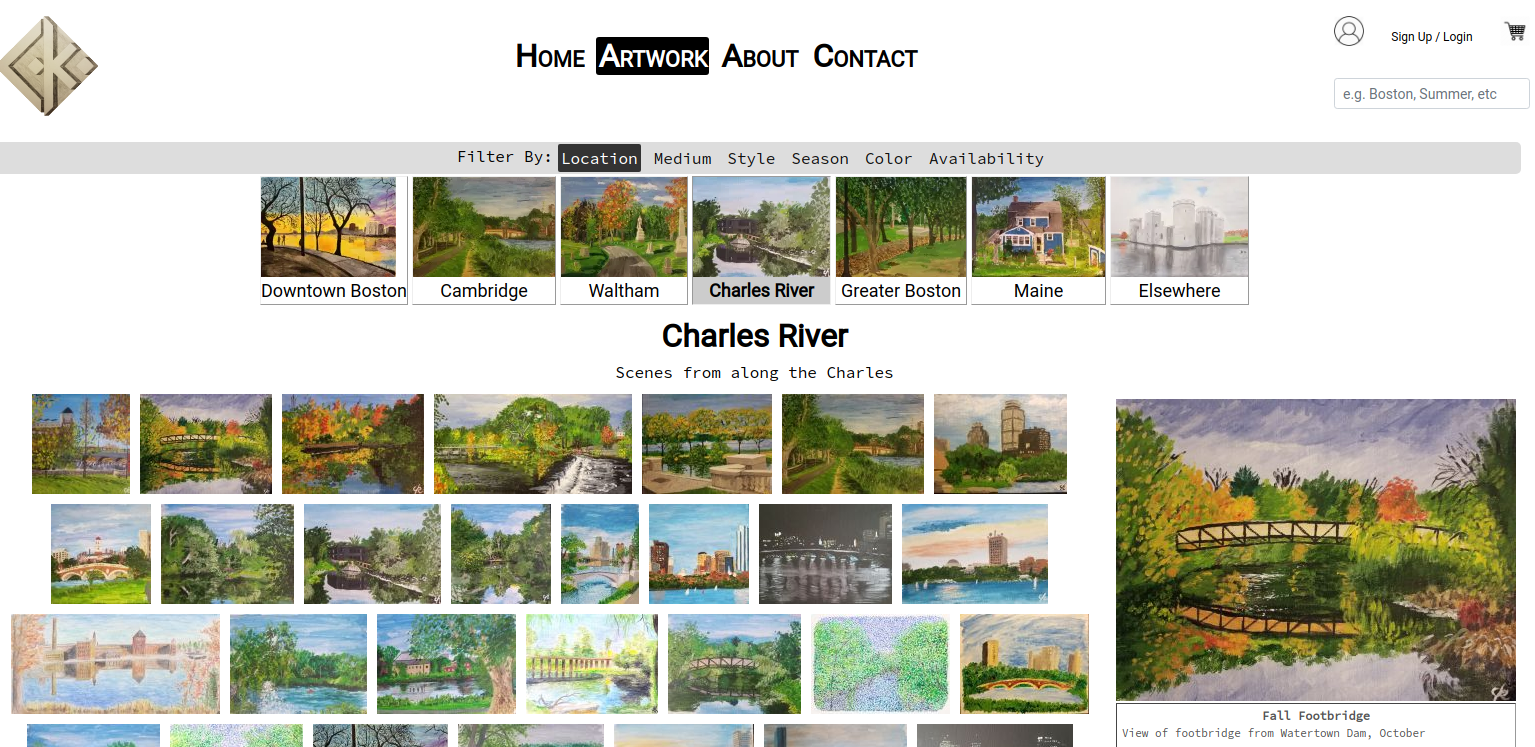 Home Artwork About Contact
Sign Up / Login
e.g. Boston, Summer, etc
Filter By: Location Medium Style Season Color Availability
Downtown Boston Cambridge Waltham Charles River Greater Boston Maine Elsewhere
Charles River
Scenes from along the Charles
Fall Footbridge
View of footbridge from Watertown Dam, October